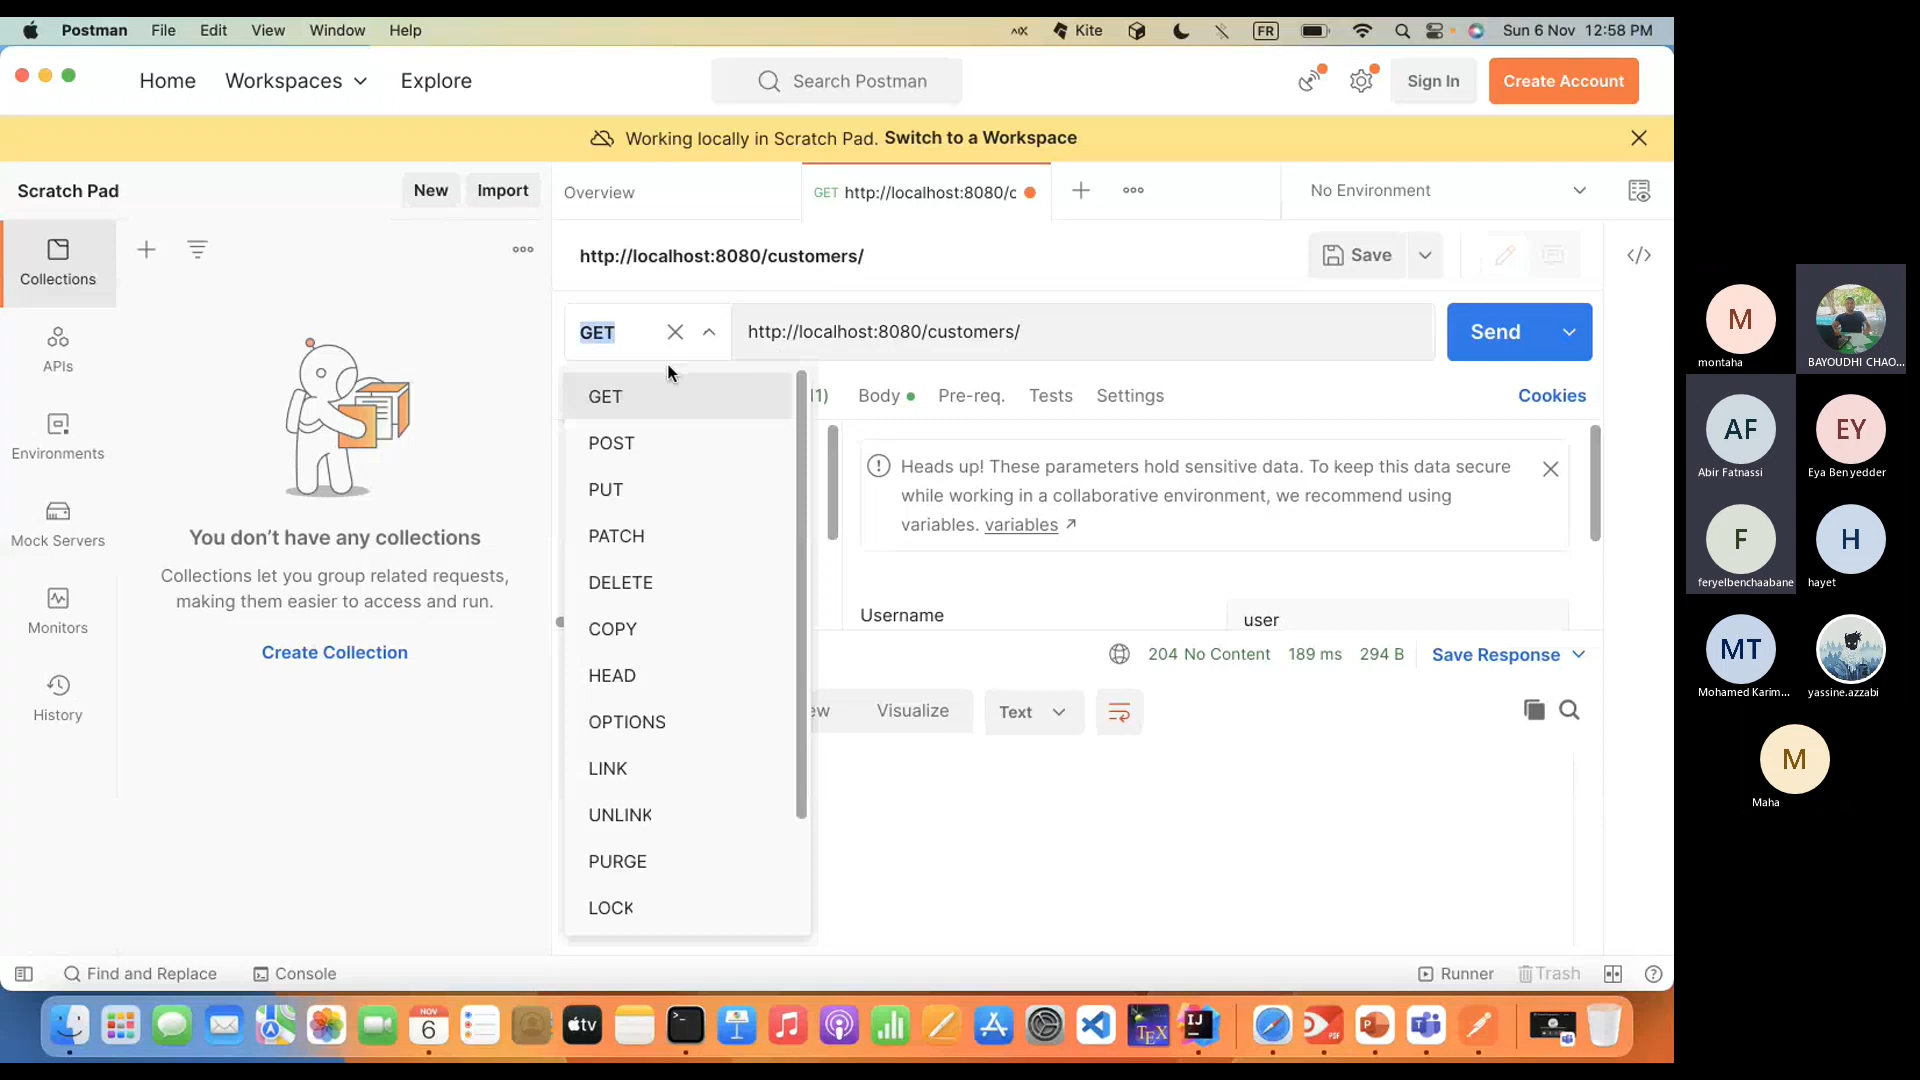 Postman File Edit View Window Help
Kite FR Sun 6 Nov 12:58 PM
Home Workspaces Explore
Search Postman
Sign In Create Account
Working locally in Scratch Pad. Switch to a Workspace
Scratch Pad New Import
Overview GET http://localhost:8080/c
No Environment
Collections
APIs
Environments
Mock Servers
Monitors
History
You don’t have any collections
Collections let you group related requests,
making them easier to access and run.
Create Collection
http://localhost:8080/customers/
Save
GET http://localhost:8080/customers/
Send
GET
POST
PUT
PATCH
DELETE
COPY
HEAD
OPTIONS
LINK
UNLINK
PURGE
LOCK
Body Pre-req. Tests Settings Cookies
Heads up! These parameters hold sensitive data. To keep this data secure
while working in a collaborative environment, we recommend using
variables. variables
Username user
204 No Content 189 ms 294 B Save Response
ew Visualize Text
Find and Replace Console
Runner Trash
NOV
6
tv
TEX
IJ
PDF
M
montaha
BAYOUDHI CHAO...
AF
Abir Fatnassi
EY
Eya Benyedder
F
feryelbenchaabane
H
hayet
MT
Mohamed Karim...
yassine.azzabi
M
Maha